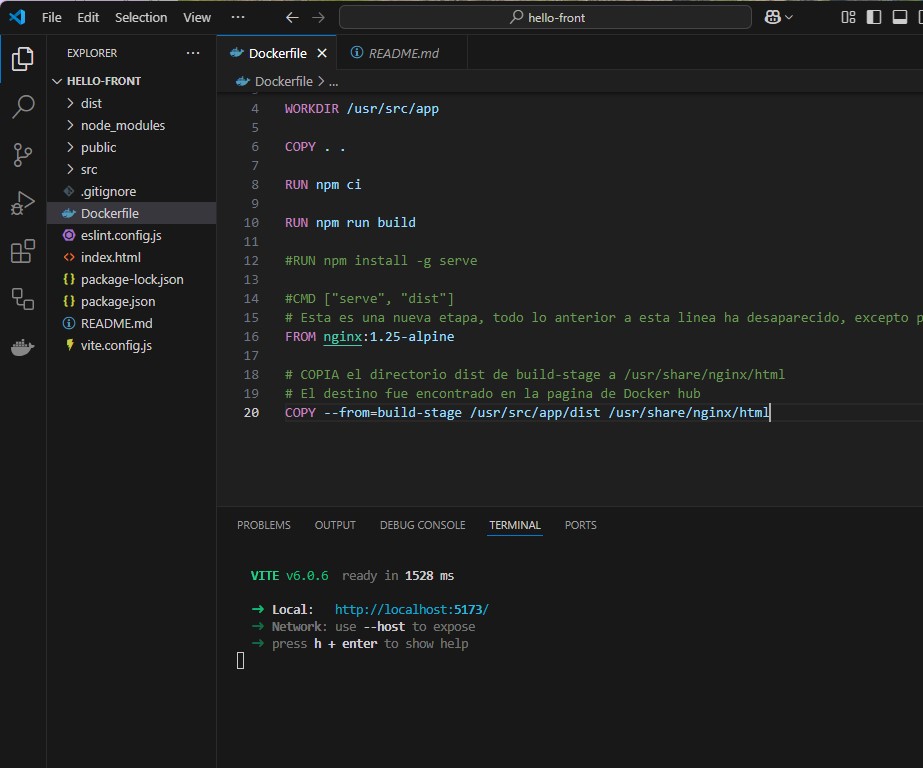 File Edit Selection View ··· hello-front
EXPLORER ···
HELLO-FRONT
dist
node_modules
public
src
.gitignore
Dockerfile
eslint.config.js
index.html
package-lock.json
package.json
README.md
vite.config.js
Dockerfile README.md
Dockerfile > ...
4 WORKDIR /usr/src/app
5
6 COPY . .
7
8 RUN npm ci
9
10 RUN npm run build
11
12 #RUN npm install -g serve
13
14 #CMD ["serve", "dist"]
15 # Esta es una nueva etapa, todo lo anterior a esta linea ha desaparecido, excepto p
16 FROM nginx:1.25-alpine
17
18 # COPIA el directorio dist de build-stage a /usr/share/nginx/html
19 # El destino fue encontrado en la pagina de Docker hub
20 COPY --from=build-stage /usr/src/app/dist /usr/share/nginx/html
PROBLEMS OUTPUT DEBUG CONSOLE TERMINAL PORTS
VITE v6.0.6 ready in 1528 ms
➜ Local: http://localhost:5173/
➜ Network: use --host to expose
➜ press h + enter to show help